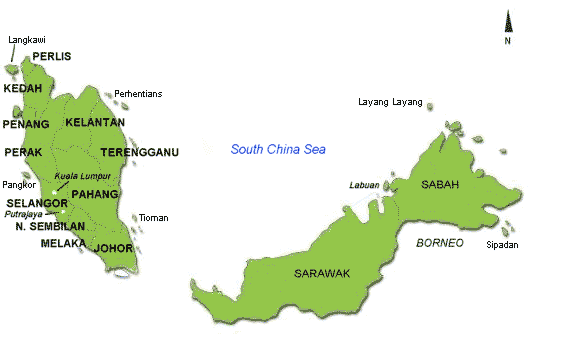 Langkawi
PERLIS
N
KEDAH
Perhentians
Layang Layang
PENANG
KELANTAN
PERAK
TERENGGANU
South China Sea
Kuala Lumpur
Pangkor
Labuan
SABAH
PAHANG
SELANGOR
Putrajaya
Tioman
N. SEMBILAN
MELAKA
JOHOR
BORNEO
Sipadan
SARAWAK